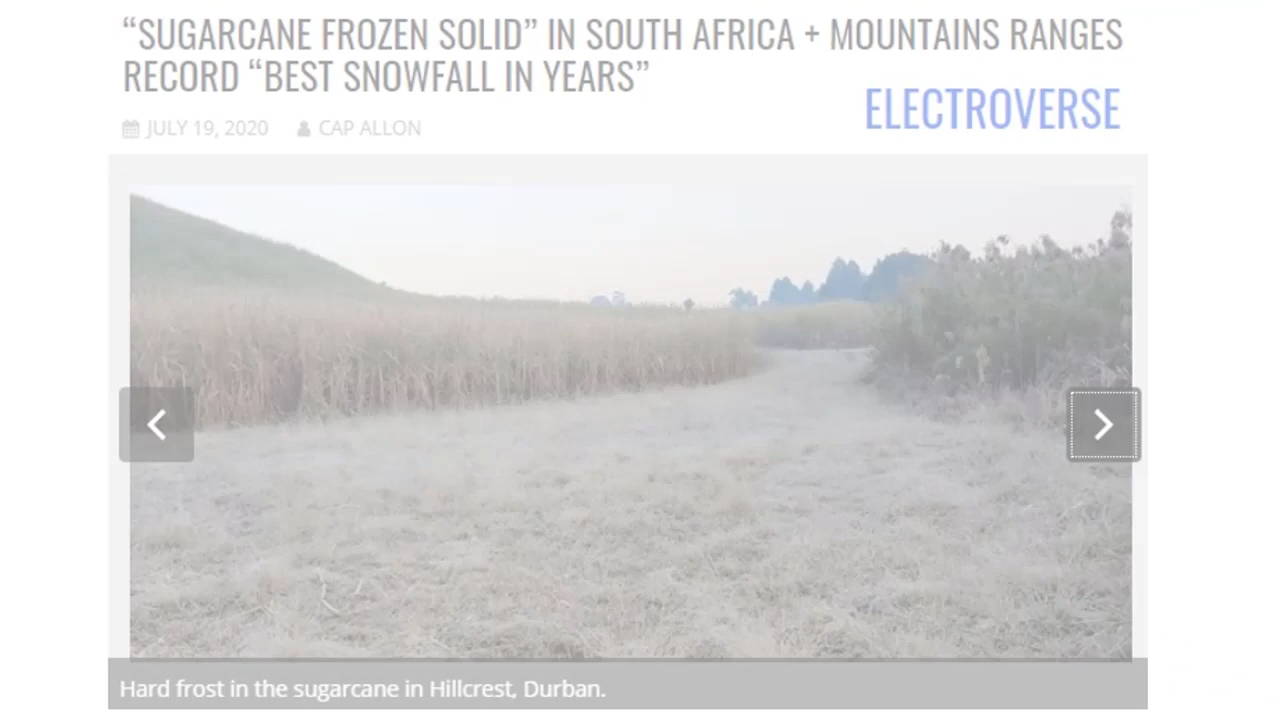 “SUGARCANE FROZEN SOLID” IN SOUTH AFRICA + MOUNTAINS RANGES
RECORD “BEST SNOWFALL IN YEARS”
ELECTROVERSE
JULY 19, 2020 CAP ALLON
Hard frost in the sugarcane in Hillcrest, Durban.